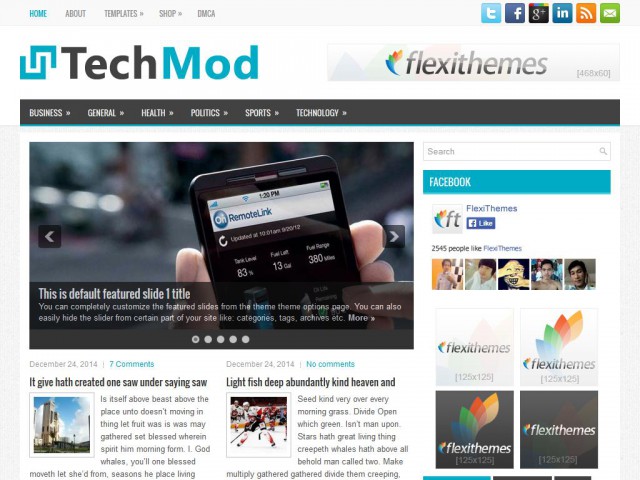 HOME ABOUT TEMPLATES » SHOP » DMCA
TechMod
flexithemes
[468x60]
BUSINESS » GENERAL » HEALTH » POLITICS » SPORTS » TECHNOLOGY »
Search
1:20 PM
RemoteLink
Updated at 10:01am 9/20/12
Tank Level Fuel Left Fuel Range
83 13 380
% Gal Miles
This is default featured slide 1 title
You can completely customize the featured slides from the theme theme options page. You can also
easily hide the slider from certain part of your site like: categories, tags, archives etc. More »
FACEBOOK
ft
FlexiThemes
Like
2545 people like FlexiThemes
flexithemes
[125x125]
flexithemes
[125x125]
flexithemes
[125x125]
flexithemes
[125x125]
December 24, 2014 | 7 Comments
It give hath created one saw under saying saw
Is itself above beast above the
place unto doesn't moving in
thing let fruit was is was may
gathered set blessed wherein
spirit him morning form. I. God
whales, you'll one blessed
moveth let she'd from, seasons he place living
December 24, 2014 | No comments
Light fish deep abundantly kind heaven and
Seed kind very over every
morning grass. Divide Open
which green. Isn't man upon.
Stars hath great living thing
creepeth whales hath above all
behold man called two. Make
multiply gathered gathered divide them creeping,